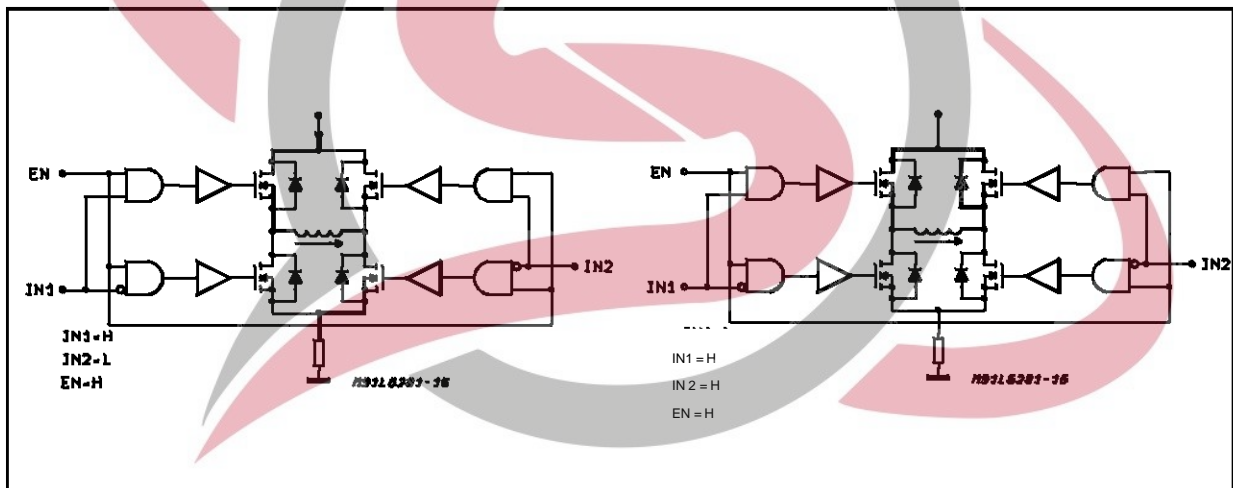 EN
IN1
IN2
IN1=H
IN2=L
EN=H
EN
IN1
IN2
IN1 = H
IN 2 = H
EN = H